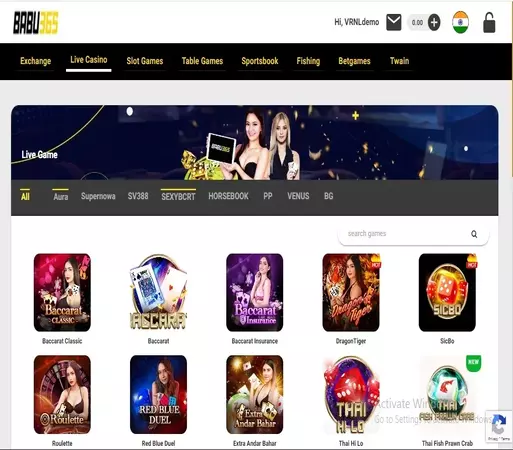 BABU365
Hi, VRNLdemo 0.00
Exchange Live Casino Slot Games Table Games Sportsbook Fishing Betgames Twain
BABU365
Live Game
All Aura Supernowa SV388 SEXYBCRT HORSEBOOK PP VENUS BG
search games
HOT HOT
Baccarat CLASSIC BACCARAT Baccarat Insurance Dragon Tiger SICBO
Baccarat Classic Baccarat Baccarat Insurance DragonTiger SicBo
NEW
Roulette RED BLUE DUEL Extra Andar Bahar THAI HI LO THAI FISH PRAWN CRAB
Activate Windows
Go to Settings
Privacy - Terms
Roulette Red Blue Duel Extra Andar Bahar Thai Hi Lo Thai Fish Prawn Crab